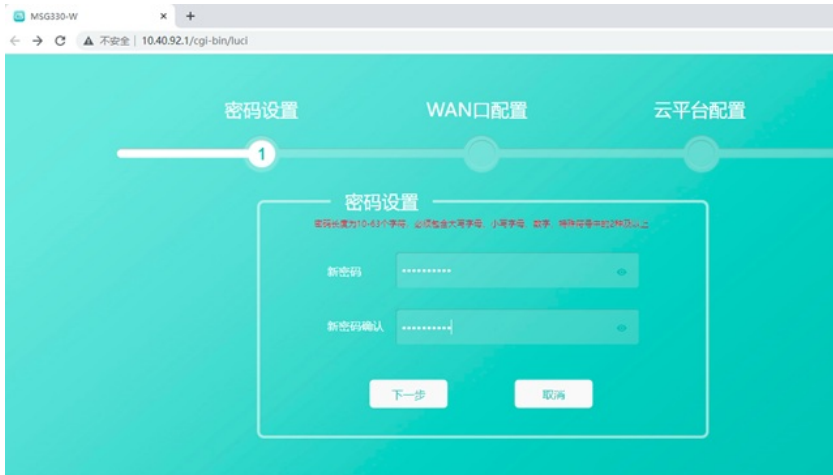 MSG330-W
不安全 | 10.40.92.1/cgi-bin/luci
密码设置 WAN口配置 云平台配置
1
密码设置
密码长度为10-63个字符，必须包含大写字母、小写字母、数字、特殊符号中的2种及以上
新密码 ••••••••••
新密码确认 ••••••••••
下一步 取消